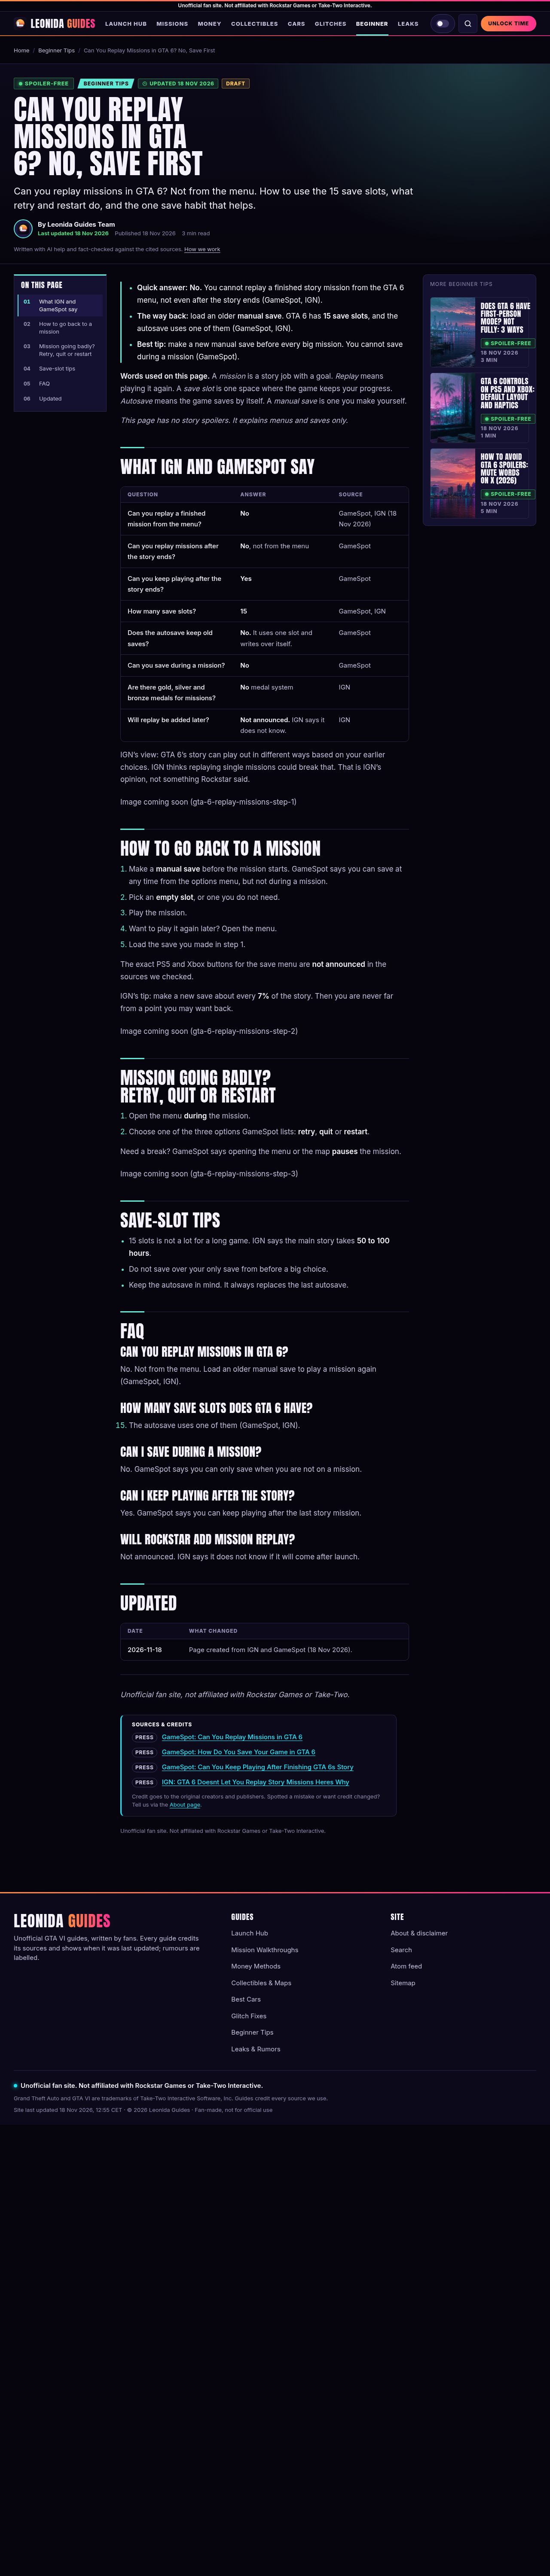 Unofficial fan site. Not affiliated with Rockstar Games or Take-Two Interactive.
LEONIDA GUIDES
LAUNCH HUB MISSIONS MONEY COLLECTIBLES CARS GLITCHES BEGINNER LEAKS
UNLOCK TIME
Home / Beginner Tips / Can You Replay Missions in GTA 6? No, Save First
SPOILER-FREE BEGINNER TIPS UPDATED 18 NOV 2026 DRAFT
CAN YOU REPLAY
MISSIONS IN GTA
6? NO, SAVE FIRST
Can you replay missions GTA 6? Not from the menu. How to use the 15 save slots, what
retry and restart do, and the one save habit that helps.
By Leonida Guides Team
Last updated 18 Nov 2026 Published 18 Nov 2026 3 min read
Written with AI help and fact-checked against the cited sources. How we work
ON THIS PAGE
01 What IGN and
GameSpot say
02 How to go back to a
mission
03 Mission going badly?
Retry, quit or restart
04 Save-slot tips
05 FAQ
06 Updated
• Quick answer: No. You cannot replay a finished story mission from the GTA 6
menu, not even after the story ends (GameSpot, IGN).
• The way back: load an older manual save. GTA 6 has 15 save slots, and the
autosave uses one of them (GameSpot, IGN).
• Best tip: make a new manual save before every big mission. You cannot save
during a mission (GameSpot).
Words used on this page. A mission is a story job with a goal. Replay means
playing it again. A save slot is one space where the game keeps your progress.
Autosave means the game saves by itself. A manual save is one you make yourself.
This page has no story spoilers. It explains menus and saves only.
WHAT IGN AND GAMESPOT SAY
QUESTION ANSWER SOURCE
Can you replay a finished
mission from the menu?
No
GameSpot, IGN (18
Nov 2026)
Can you replay missions after
the story ends?
No, not from the menu
GameSpot
Can you keep playing after the
story ends?
Yes
GameSpot
How many save slots? 15 GameSpot, IGN
Does the autosave keep old
saves?
No. It uses one slot and
writes over itself.
GameSpot
Can you save during a mission? No GameSpot
Are there gold, silver and
bronze medals for missions?
No medal system
IGN
Will replay be added later?
Not announced. IGN says it
does not know.
IGN
IGN's view: GTA 6's story can play out in different ways based on your earlier
choices. IGN thinks replaying single missions could break that. That is IGN's
opinion, not something Rockstar said.
Image coming soon (gta-6-replay-missions-step-1)
HOW TO GO BACK TO A MISSION
1. Make a manual save before the mission starts. GameSpot says you can save at
any time from the options menu, but not during a mission.
2. Pick an empty slot, or one you do not need.
3. Play the mission.
4. Want to play it again later? Open the menu.
5. Load the save you made in step 1.
The exact PS5 and Xbox buttons for the save menu are not announced in the
sources we checked.
IGN's tip: make a new save about every 7% of the story. Then you are never far
from a point you may want back.
Image coming soon (gta-6-replay-missions-step-2)
MISSION GOING BADLY?
RETRY, QUIT OR RESTART
1. Open the menu during the mission.
2. Choose one of the three options GameSpot lists: retry, quit or restart.
Need a break? GameSpot says opening the menu or the map pauses the mission.
Image coming soon (gta-6-replay-missions-step-3)
SAVE-SLOT TIPS
• 15 slots is not a lot for a long game. IGN says the main story takes 50 to 100
hours.
• Do not save over your only save from before a big choice.
• Keep the autosave in mind. It always replaces the last autosave.
FAQ
CAN YOU REPLAY MISSIONS IN GTA 6?
No. Not from the menu. Load an older manual save to play a mission again
(GameSpot, IGN).
HOW MANY SAVE SLOTS DOES GTA 6 HAVE?
15. The autosave uses one of them (GameSpot, IGN).
CAN I SAVE DURING A MISSION?
No. GameSpot says you can only save when you are not on a mission.
CAN I KEEP PLAYING AFTER THE STORY?
Yes. GameSpot says you can keep playing after the last story mission.
WILL ROCKSTAR ADD MISSION REPLAY?
Not announced. IGN says it does not know if it will come after launch.
UPDATED
DATE WHAT CHANGED
2026-11-18 Page created from IGN and GameSpot (18 Nov 2026).
Unofficial fan site, not affiliated with Rockstar Games or Take-Two.
SOURCES & CREDITS
PRESS GameSpot: Can You Replay Missions in GTA 6
PRESS GameSpot: How Do You Save Your Game in GTA 6
PRESS GameSpot: Can You Keep Playing After Finishing GTA 6s Story
PRESS IGN: GTA 6 Doesnt Let You Replay Story Missions Heres Why
Credit goes to the original creators and publishers. Spotted a mistake or want credit changed?
Tell us via the About page.
Unofficial fan site. Not affiliated with Rockstar Games or Take-Two Interactive.
MORE BEGINNER TIPS
DOES GTA 6 HAVE
FIRST-PERSON
MODE? NOT
FULLY: 3 WAYS
SPOILER-FREE
18 NOV 2026
3 MIN
GTA 6 CONTROLS
ON PS5 AND XBOX:
DEFAULT LAYOUT
AND HAPTICS
SPOILER-FREE
18 NOV 2026
1 MIN
HOW TO AVOID
GTA 6 SPOILERS:
MUTE WORDS
ON X (2026)
SPOILER-FREE
18 NOV 2026
5 MIN
LEONIDA GUIDES
Unofficial GTA VI guides, written by fans. Every guide credits
its sources and shows when it was last updated; rumours are
labelled.
GUIDES
Launch Hub
Mission Walkthroughs
Money Methods
Collectibles & Maps
Best Cars
Glitch Fixes
Beginner Tips
Leaks & Rumors
SITE
About & disclaimer
Search
Atom feed
Sitemap
Unofficial fan site. Not affiliated with Rockstar Games or Take-Two Interactive.
Grand Theft Auto and GTA VI are trademarks of Take-Two Interactive Software, Inc. Guides credit every source we use.
Site last updated 18 Nov 2026, 12:55 CET · © 2026 Leonida Guides · Fan-made, not for official use